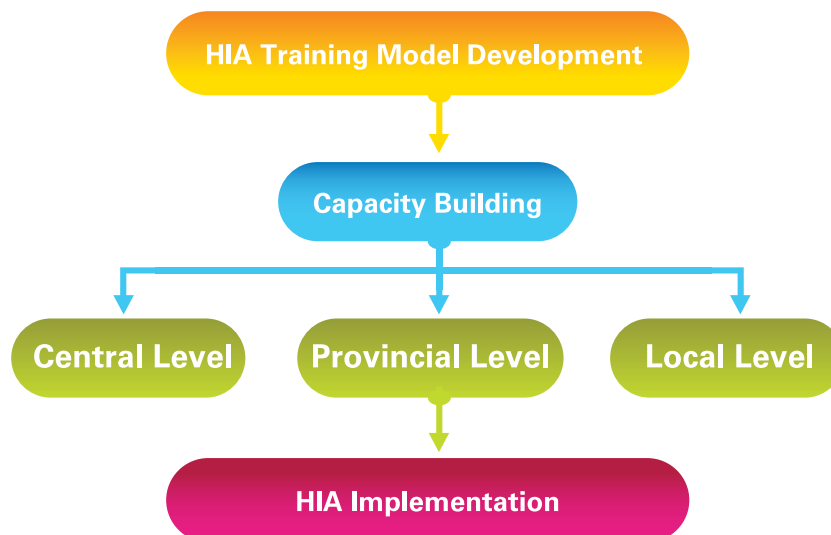 HIA Training Model Development
Capacity Building
Central Level
Provincial Level
Local Level
HIA Implementation